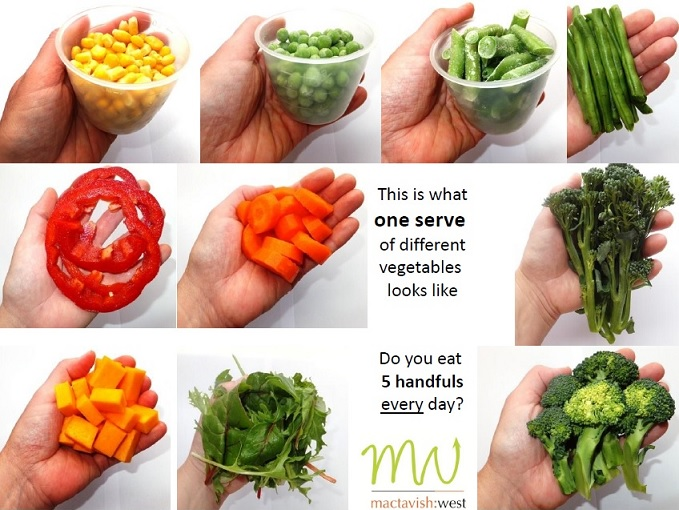 This is what
one serve
of different
vegetables
looks like
Do you eat
5 handfuls
every day?
mw
mactavish:west